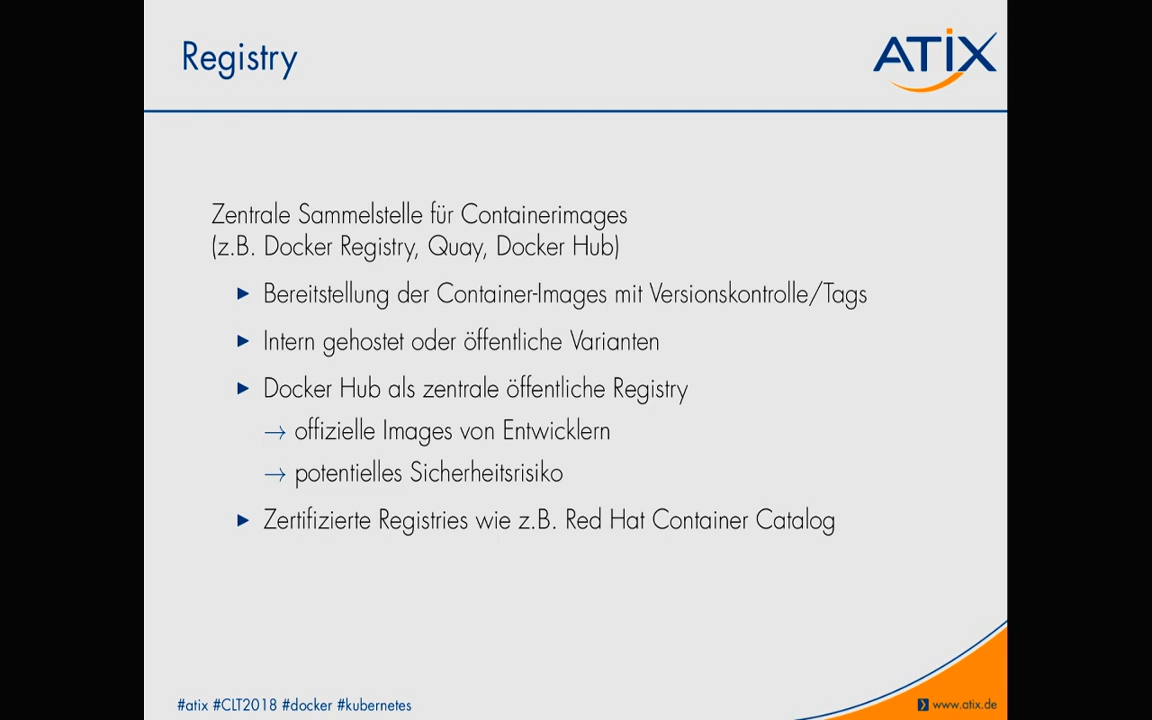 Registry
ATIX
Zentrale Sammelstelle für Containerimages
(z.B. Docker Registry, Quay, Docker Hub)
► Bereitstellung der Container-Images mit Versionskontrolle/Tags
► Intern gehostet oder öffentliche Varianten
► Docker Hub als zentrale öffentliche Registry
→ offizielle Images von Entwicklern
→ potentielles Sicherheitsrisiko
► Zertifizierte Registries wie z.B. Red Hat Container Catalog
#atix #CLT2018 #docker #kubernetes
www.atix.de